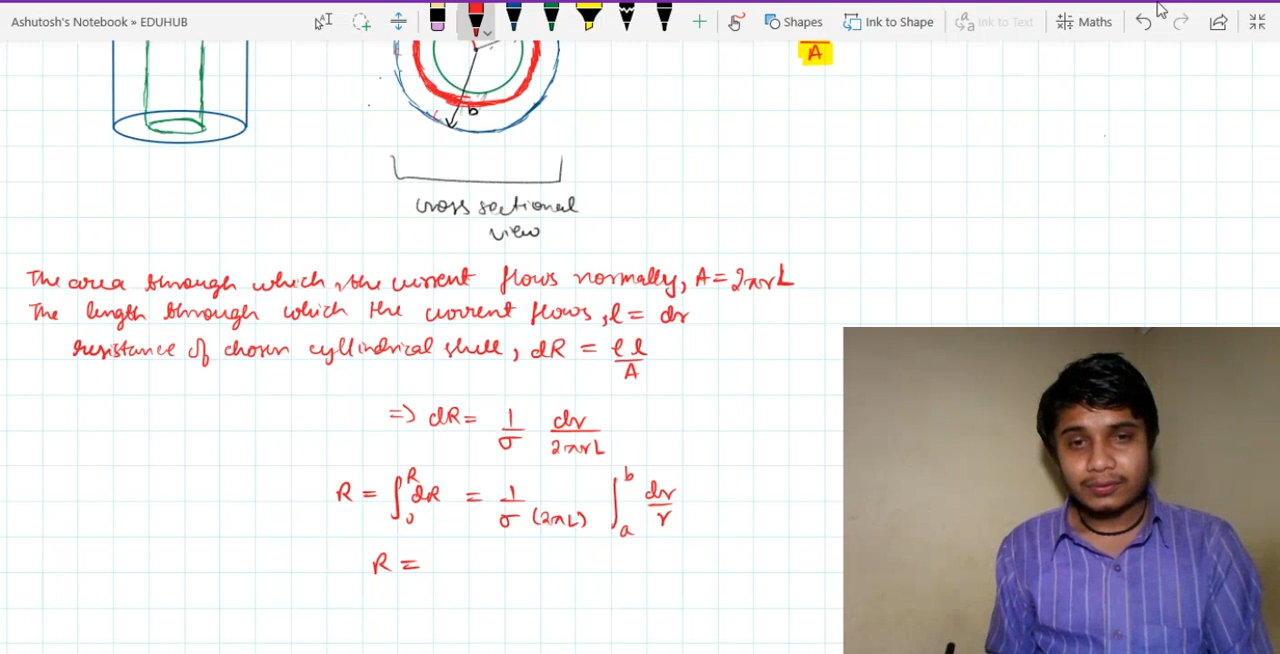 Ashutosh's Notebook » EDUHUB
Shapes
Ink to Shape
Ink to Text
Maths
A
b
cross sectional
view
The area through which the current flows normally, A = 2πrL
The length through which the current flows, l = dr
resistance of chosen cyllindrical shell, dR = ρl/A
=> dR = 1/σ dr/2πrL
R = ∫₀ᴿ dR = 1/σ(2πL) ∫ₐᵇ dr/r
R =